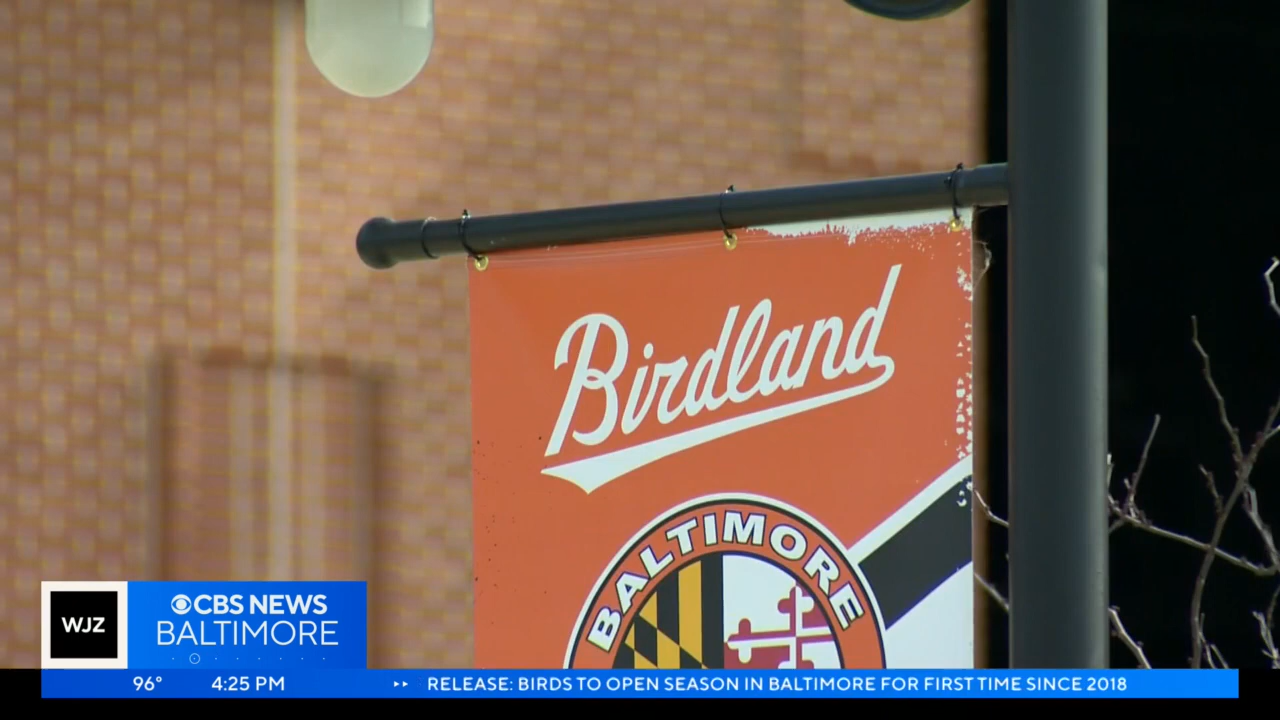 Birdland
BALTIMORE
WJZ
CBS NEWS
BALTIMORE
96° 4:25 PM RELEASE: BIRDS TO OPEN SEASON IN BALTIMORE FOR FIRST TIME SINCE 2018